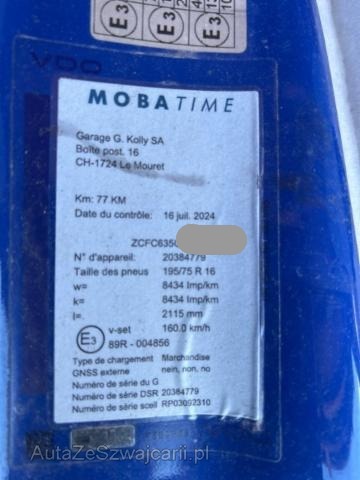 VDO
MOBATIME
Garage G. Kolly SA
Boîte post. 16
CH-1724 Le Mouret
Km: 77 KM
Date du contrôle: 16 juil. 2024
ZCFC635
N° d'appareil: 20384779
Taille des pneus 195/75 R 16
w= 8434 Imp/km
k= 8434 Imp/km
l= 2115 mm
v-set 160.0 km/h
E3 89R - 004856
Type de chargement Marchandise
GNSS externe nein, non, no
Numéro de série du G
Numéro de série DSR 20384779
Numéro de série scell RP03092310
AutaZeSzwajcarii.pl